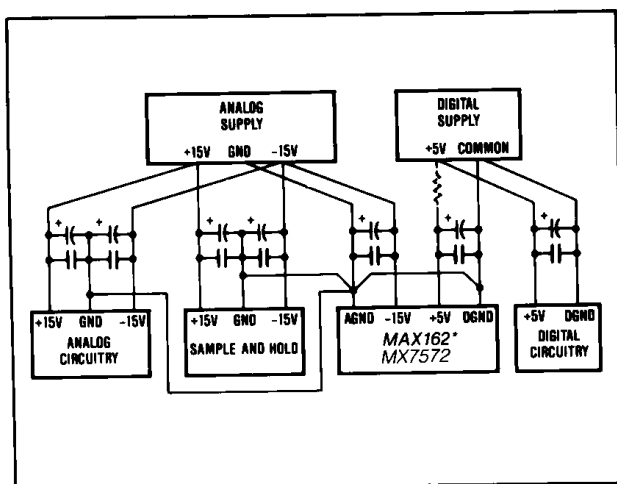 ANALOG SUPPLY
+15V GND -15V
DIGITAL SUPPLY
+5V COMMON
+ + + + + + +
+15V GND -15V
ANALOG CIRCUITRY
+15V GND -15V
SAMPLE AND HOLD
AGND -15V +5V DGND
MAX162*
MX7572
+5V DGND
DIGITAL CIRCUITRY